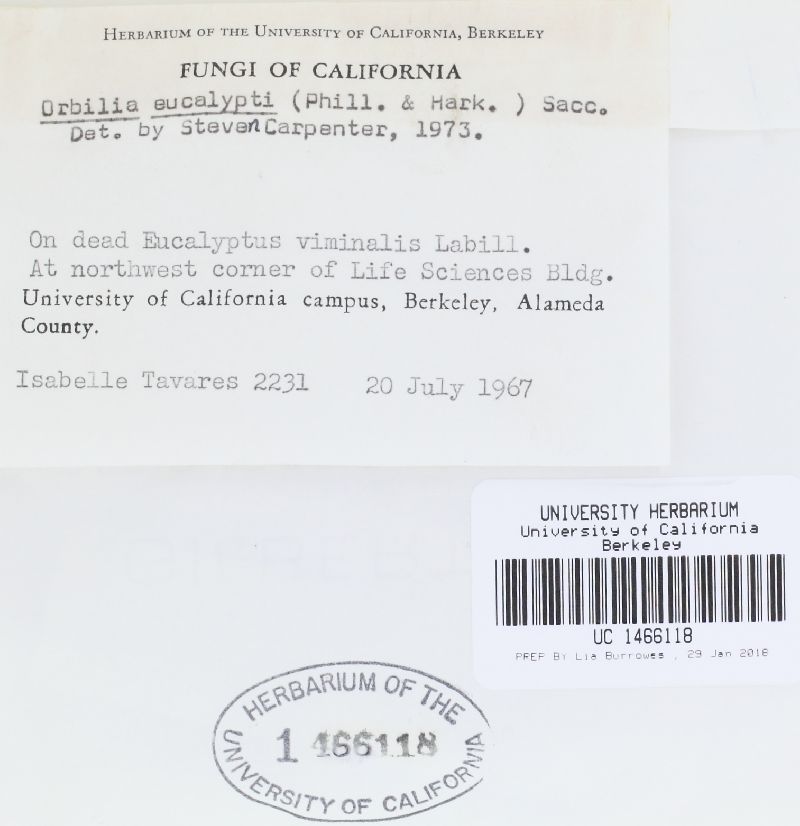 HERBARIUM OF THE UNIVERSITY OF CALIFORNIA, BERKELEY
FUNGI OF CALIFORNIA
Orbilia eucalypti (Phill. & Hark. ) Sacc.
Det. by Steven Carpenter, 1973.
On dead Eucalyptus viminalis Labill.
At northwest corner of Life Sciences Bldg.
University of California campus, Berkeley, Alameda
County.
Isabelle Tavares 2231 20 July 1967
UNIVERSITY HERBARIUM
University of California
Berkeley
UC 1466118
PREP BY Lia Burrowes , 29 Jan 2016
HERBARIUM OF THE
1 466118
UNIVERSITY OF CALIFORNIA